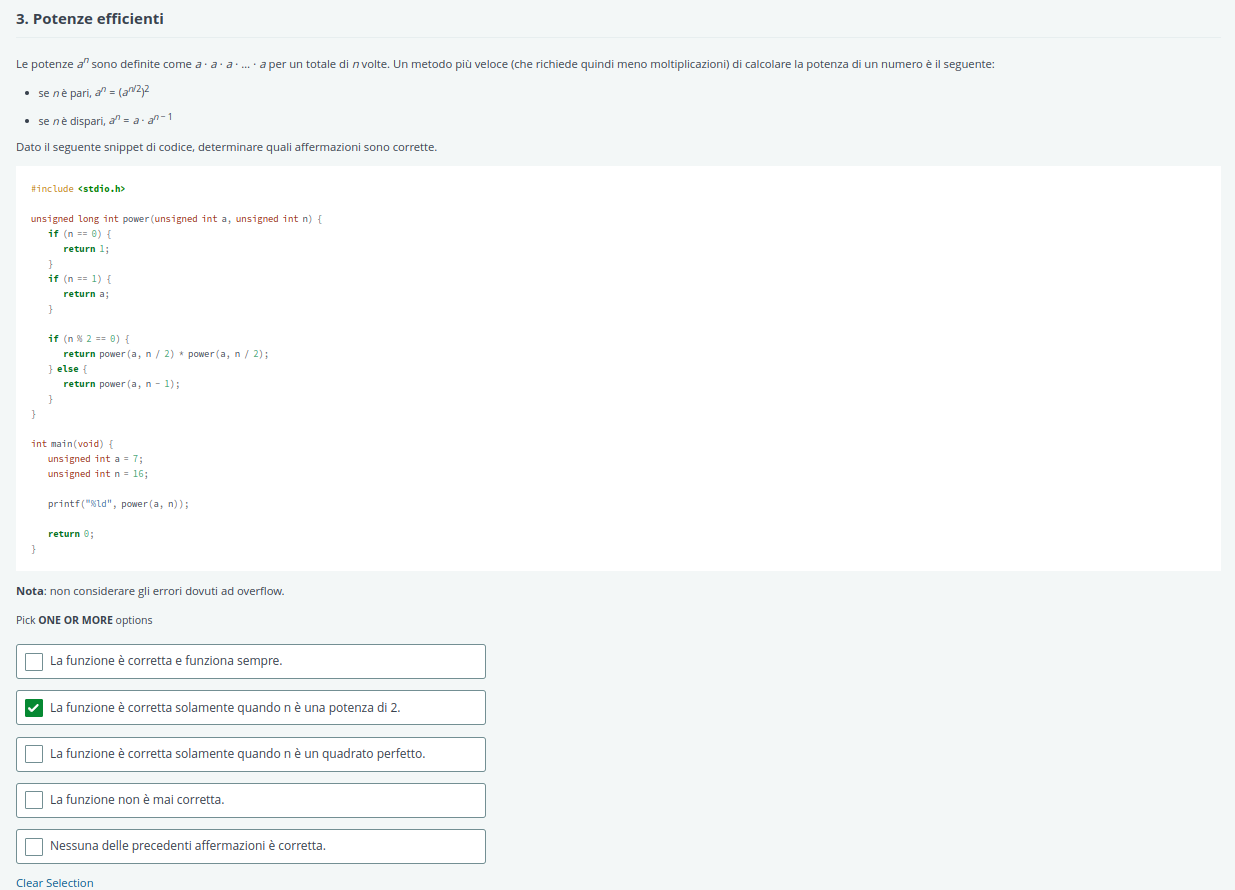 3. Potenze efficienti
Le potenze aⁿ sono definite come a · a · a · ... · a per un totale di n volte. Un metodo più veloce (che richiede quindi meno moltiplicazioni) di calcolare la potenza di un numero è il seguente:
• se n è pari, aⁿ = (a^(n/2))²
• se n è dispari, aⁿ = a · aⁿ⁻¹
Dato il seguente snippet di codice, determinare quali affermazioni sono corrette.
#include <stdio.h>
unsigned long int power(unsigned int a, unsigned int n) {
if (n == 0) {
return 1;
}
if (n == 1) {
return a;
}
if (n % 2 == 0) {
return power(a, n / 2) * power(a, n / 2);
} else {
return power(a, n - 1);
}
}
int main(void) {
unsigned int a = 7;
unsigned int n = 16;
printf("%ld", power(a, n));
return 0;
}
Nota: non considerare gli errori dovuti ad overflow.
Pick ONE OR MORE options
La funzione è corretta e funziona sempre.
La funzione è corretta solamente quando n è una potenza di 2.
La funzione è corretta solamente quando n è un quadrato perfetto.
La funzione non è mai corretta.
Nessuna delle precedenti affermazioni è corretta.
Clear Selection